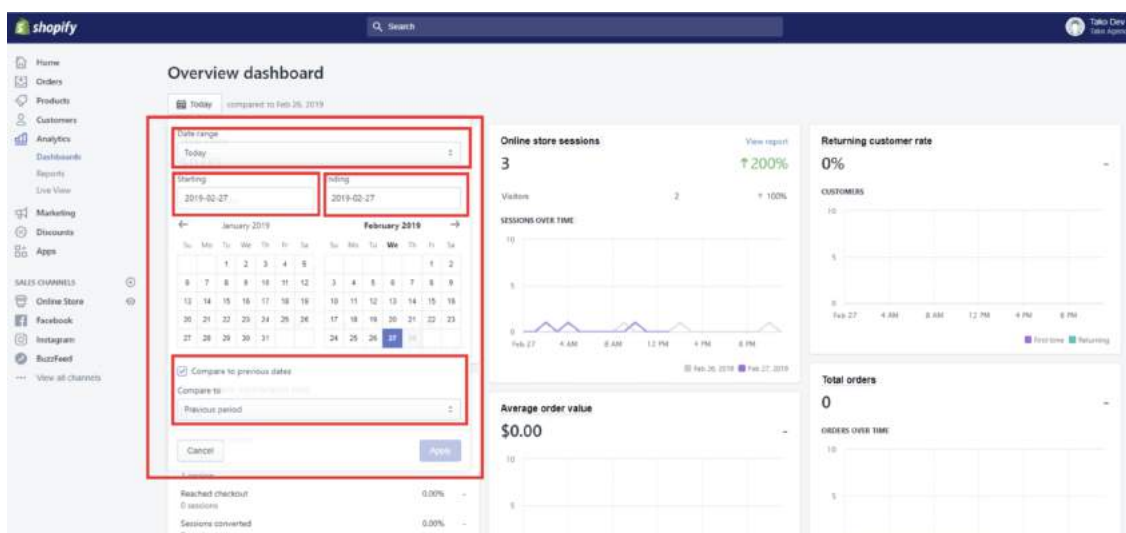 shopify
Search
Tako Dev
Home
Orders
Products
Customers
Analytics
Dashboards
Reports
Live View
Marketing
Discounts
Apps
SALES CHANNELS
Online Store
Facebook
Instagram
BuzzFeed
View all channels
Overview dashboard
Today compared to Feb 26, 2019
Date range
Today
Starting
nding
2019-02-27
2019-02-27
January 2019
February 2019
Su Mo Tu We Th Fr Sa
Su Mo Tu We Th Fr Sa
1 2 3 4 5
1 2
6 7 8 9 10 11 12
3 4 5 6 7 8 9
13 14 15 16 17 18 19
10 11 12 13 14 15 16
20 21 22 23 24 25 26
17 18 19 20 21 22 23
27 28 29 30 31
24 25 26 27 28
Compare to previous dates
Compare to
Previous period
Cancel
Apply
Reached checkout 0.00% -
0 sessions
Sessions converted 0.00% -
Online store sessions View report
3 200%
Visitors 2 100%
SESSIONS OVER TIME
10
5
0
Feb 27 4 AM 8 AM 12 PM 4 PM 8 PM
Feb 26, 2019 Feb 27, 2019
Average order value
$0.00 -
10
5
Returning customer rate
0% -
CUSTOMERS
10
5
0
Feb 27 4 AM 8 AM 12 PM 4 PM 8 PM
First-time Returning
Total orders
0 -
ORDERS OVER TIME
10
5